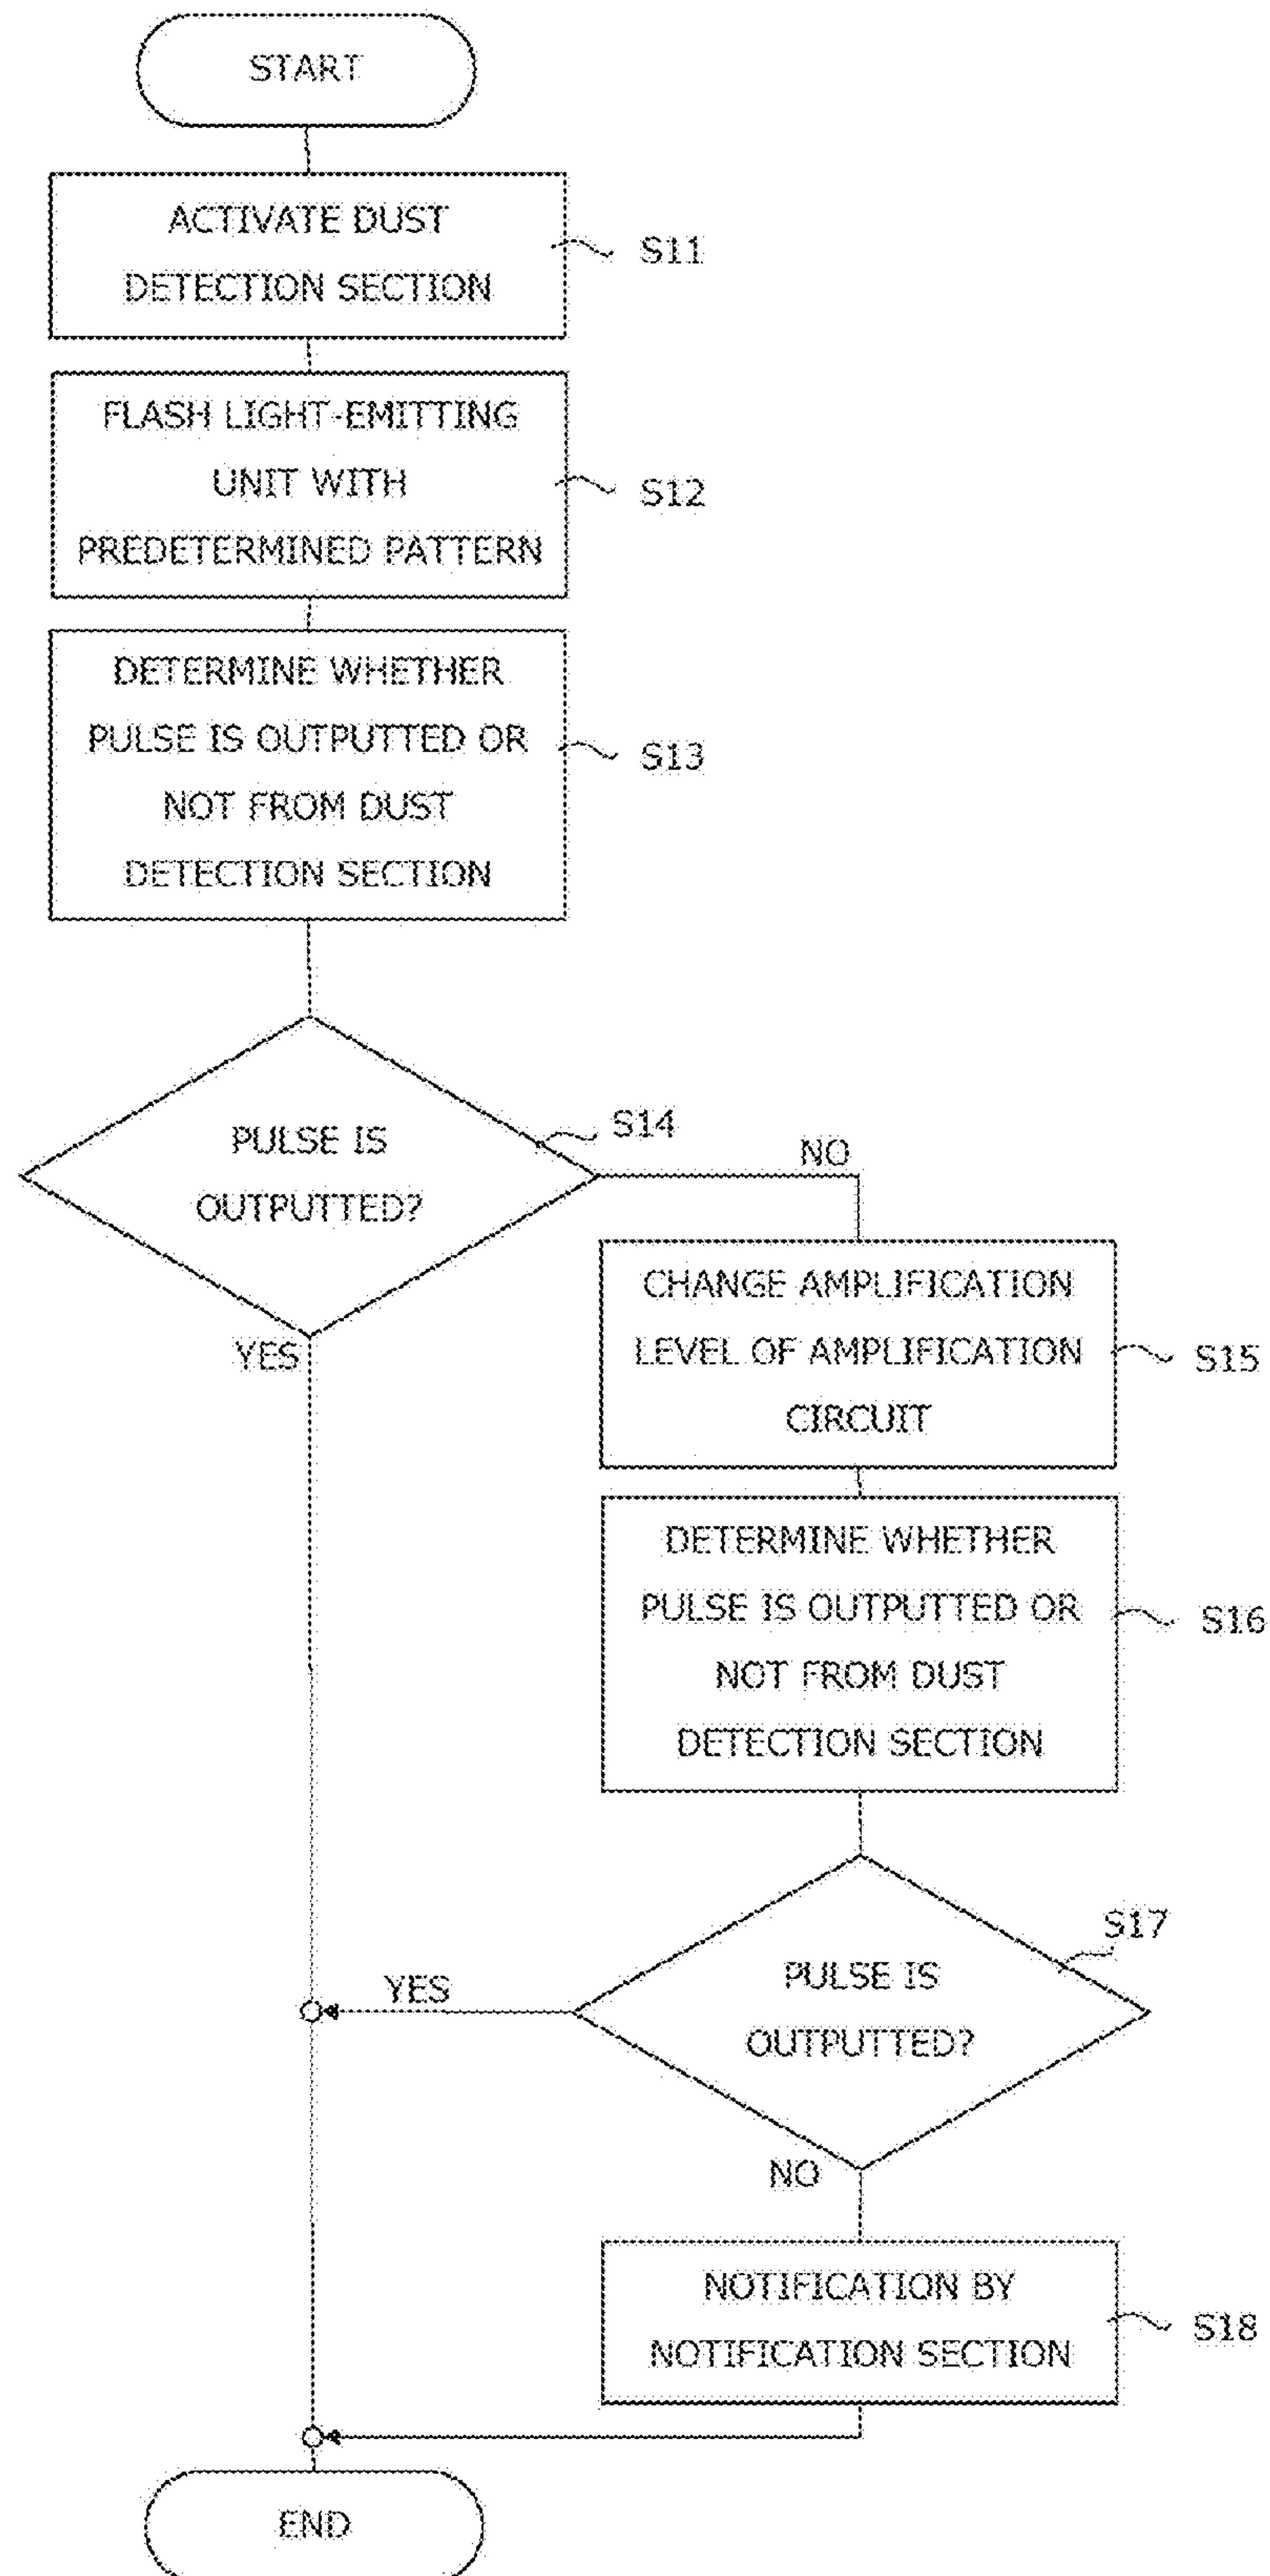 START
ACTIVATE DUST
DETECTION SECTION
S11
FLASH LIGHT-EMITTING
UNIT WITH
PREDETERMINED PATTERN
S12
DETERMINE WHETHER
PULSE IS OUTPUTTED OR
NOT FROM DUST
DETECTION SECTION
S13
PULSE IS
OUTPUTTED?
S14
NO
YES
CHANGE AMPLIFICATION
LEVEL OF AMPLIFICATION
CIRCUIT
S15
DETERMINE WHETHER
PULSE IS OUTPUTTED OR
NOT FROM DUST
DETECTION SECTION
S16
PULSE IS
OUTPUTTED?
S17
YES
NO
NOTIFICATION BY
NOTIFICATION SECTION
S18
END